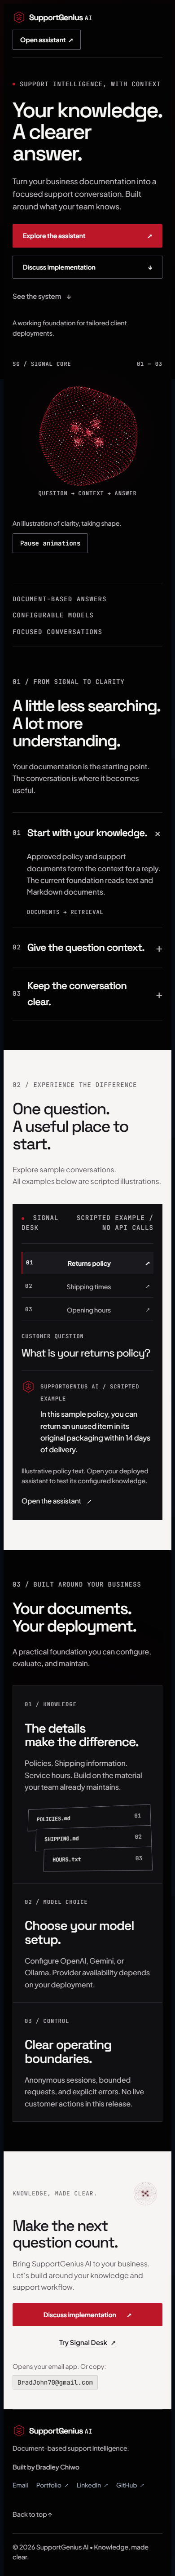 SupportGenius AI
Open assistant ↗
SUPPORT INTELLIGENCE, WITH CONTEXT
Your knowledge.
A clearer
answer.
Turn your business documentation into a
focused support conversation. Built
around what your team knows.
Explore the assistant ↗
Discuss implementation ↓
See the system ↓
A working foundation for tailored client
deployments.
SG / SIGNAL CORE 01 — 03
QUESTION → CONTEXT → ANSWER
An illustration of clarity, taking shape.
Pause animations
DOCUMENT-BASED ANSWERS
CONFIGURABLE MODELS
FOCUSED CONVERSATIONS
01 / FROM SIGNAL TO CLARITY
A little less searching.
A lot more
understanding.
Your documentation is the starting point.
The conversation is where it becomes
useful.
01 Start with your knowledge. ×
Approved policy and support
documents form the context for a reply.
The current foundation reads text and
Markdown documents.
DOCUMENTS → RETRIEVAL
02 Give the question context. +
03 Keep the conversation
clear. +
02 / EXPERIENCE THE DIFFERENCE
One question.
A useful place to
start.
Explore sample conversations.
All examples below are scripted illustrations.
SIGNAL DESK
SCRIPTED EXAMPLE /
NO API CALLS
01 Returns policy ↗
02 Shipping times ↗
03 Opening hours ↗
CUSTOMER QUESTION
What is your returns policy?
SUPPORTGENIUS AI / SCRIPTED
EXAMPLE
In this sample policy, you can
return an unused item in its
original packaging within 14 days
of delivery.
Illustrative policy text. Open your deployed
assistant to test its configured knowledge.
Open the assistant ↗
03 / BUILT AROUND YOUR BUSINESS
Your documents.
Your deployment.
A practical foundation you can configure,
evaluate, and maintain.
01 / KNOWLEDGE
The details
make the difference.
Policies. Shipping information.
Service hours. Build on the material
your team already maintains.
POLICIES.md 01
SHIPPING.md 02
HOURS.txt 03
02 / MODEL CHOICE
Choose your model
setup.
Configure OpenAI, Gemini, or
Ollama. Provider availability depends
on your deployment.
03 / CONTROL
Clear operating
boundaries.
Anonymous sessions, bounded
requests, and explicit errors. No live
customer actions in this release.
KNOWLEDGE, MADE CLEAR.
Make the next
question count.
Bring SupportGenius AI to your business.
Let's build around your knowledge and
support workflow.
Discuss implementation ↗
Try Signal Desk ↗
Opens your email app. Or copy:
BradJohn70@gmail.com
SupportGenius AI
Document-based support intelligence.
Built by Bradley Chiwo
Email Portfolio ↗ LinkedIn ↗ GitHub ↗
Back to top ↑
© 2026 SupportGenius AI • Knowledge, made
clear.